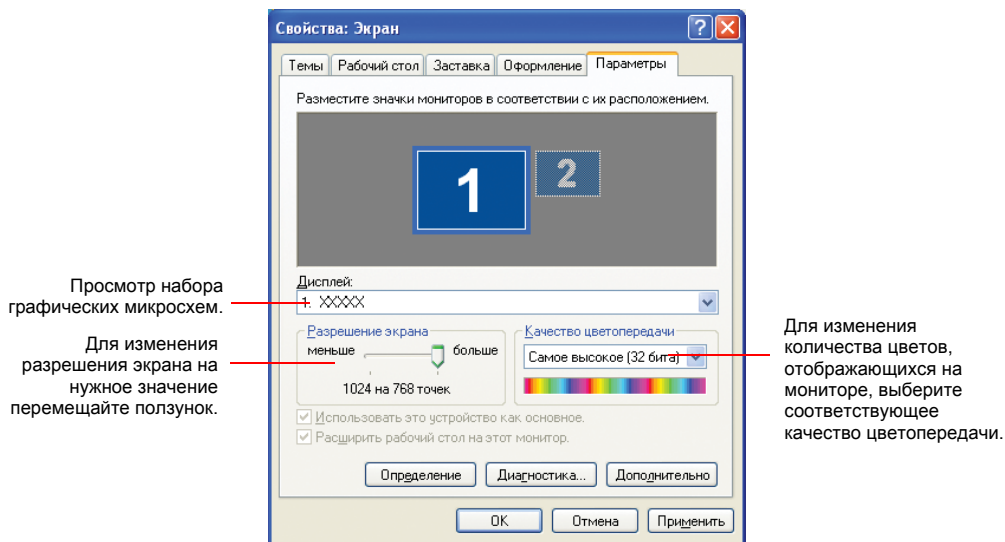 Свойства: Экран
Темы Рабочий стол Заставка Оформление Параметры
Разместите значки мониторов в соответствии с их расположением.
1 2
Просмотр набора
графических микросхем.
Дисплей:
1. XXXXX
Для изменения
разрешения экрана на
нужное значение
перемещайте ползунок.
Разрешение экрана
меньше больше
1024 на 768 точек
Качество цветопередачи
Самое высокое (32 бита)
Для изменения
количества цветов,
отображающихся на
мониторе, выберите
соответствующее
качество цветопередачи.
Использовать это устройство как основное.
Расширить рабочий стол на этот монитор.
Определение Диагностика... Дополнительно
OK Отмена Применить